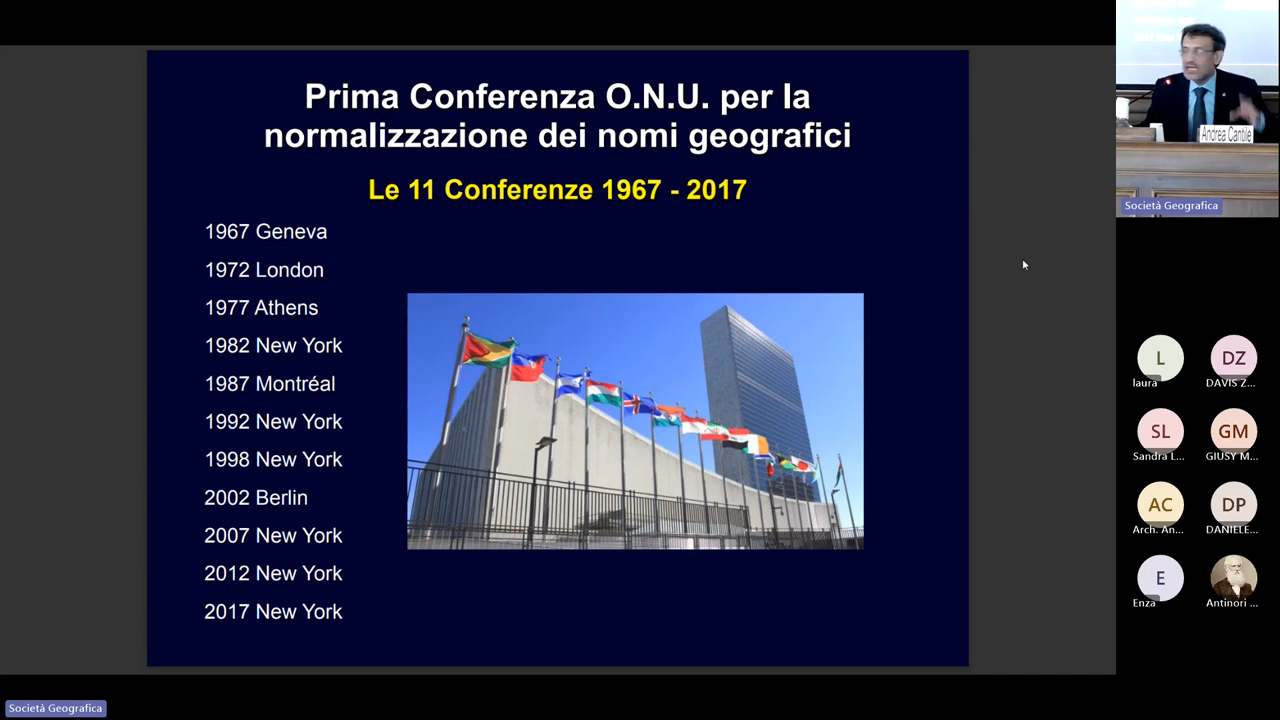 Prima Conferenza O.N.U. per la
normalizzazione dei nomi geografici
Le 11 Conferenze 1967 - 2017
1967 Geneva
1972 London
1977 Athens
1982 New York
1987 Montréal
1992 New York
1998 New York
2002 Berlin
2007 New York
2012 New York
2017 New York
Andrea Cantile
Società Geografica
L
laura
DZ
DAVIS Z...
SL
Sandra L...
GM
GIUSY M...
AC
Arch. An...
DP
DANIELE...
E
Enza
Antinori ...
Società Geografica